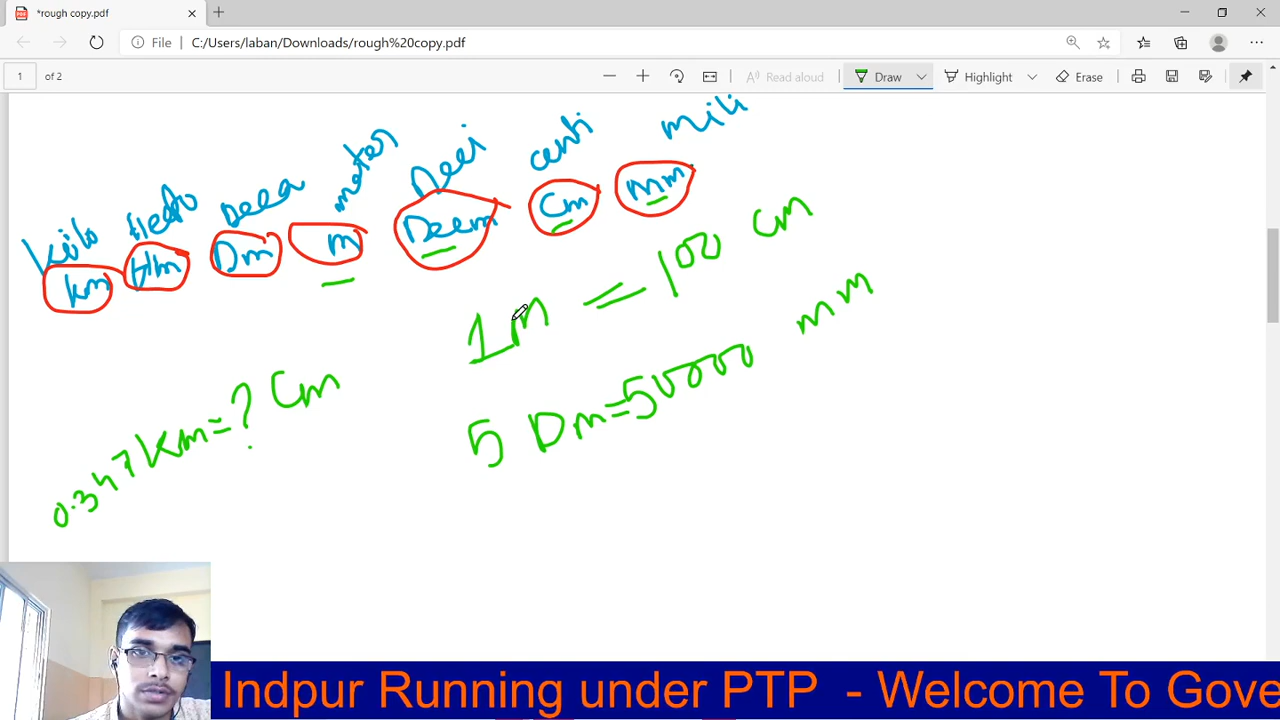 *rough copy.pdf
File C:/Users/laban/Downloads/rough%20copy.pdf
1 of 2 Read aloud Draw Highlight Erase
kilo Hecto Deca meter Deci centi mili
km Hm Dm m Decm Cm Mm
1m = 100 cm
5 Dm = 50000 mm
0.347 Km = ? Cm
Indpur Running under PTP - Welcome To Gove